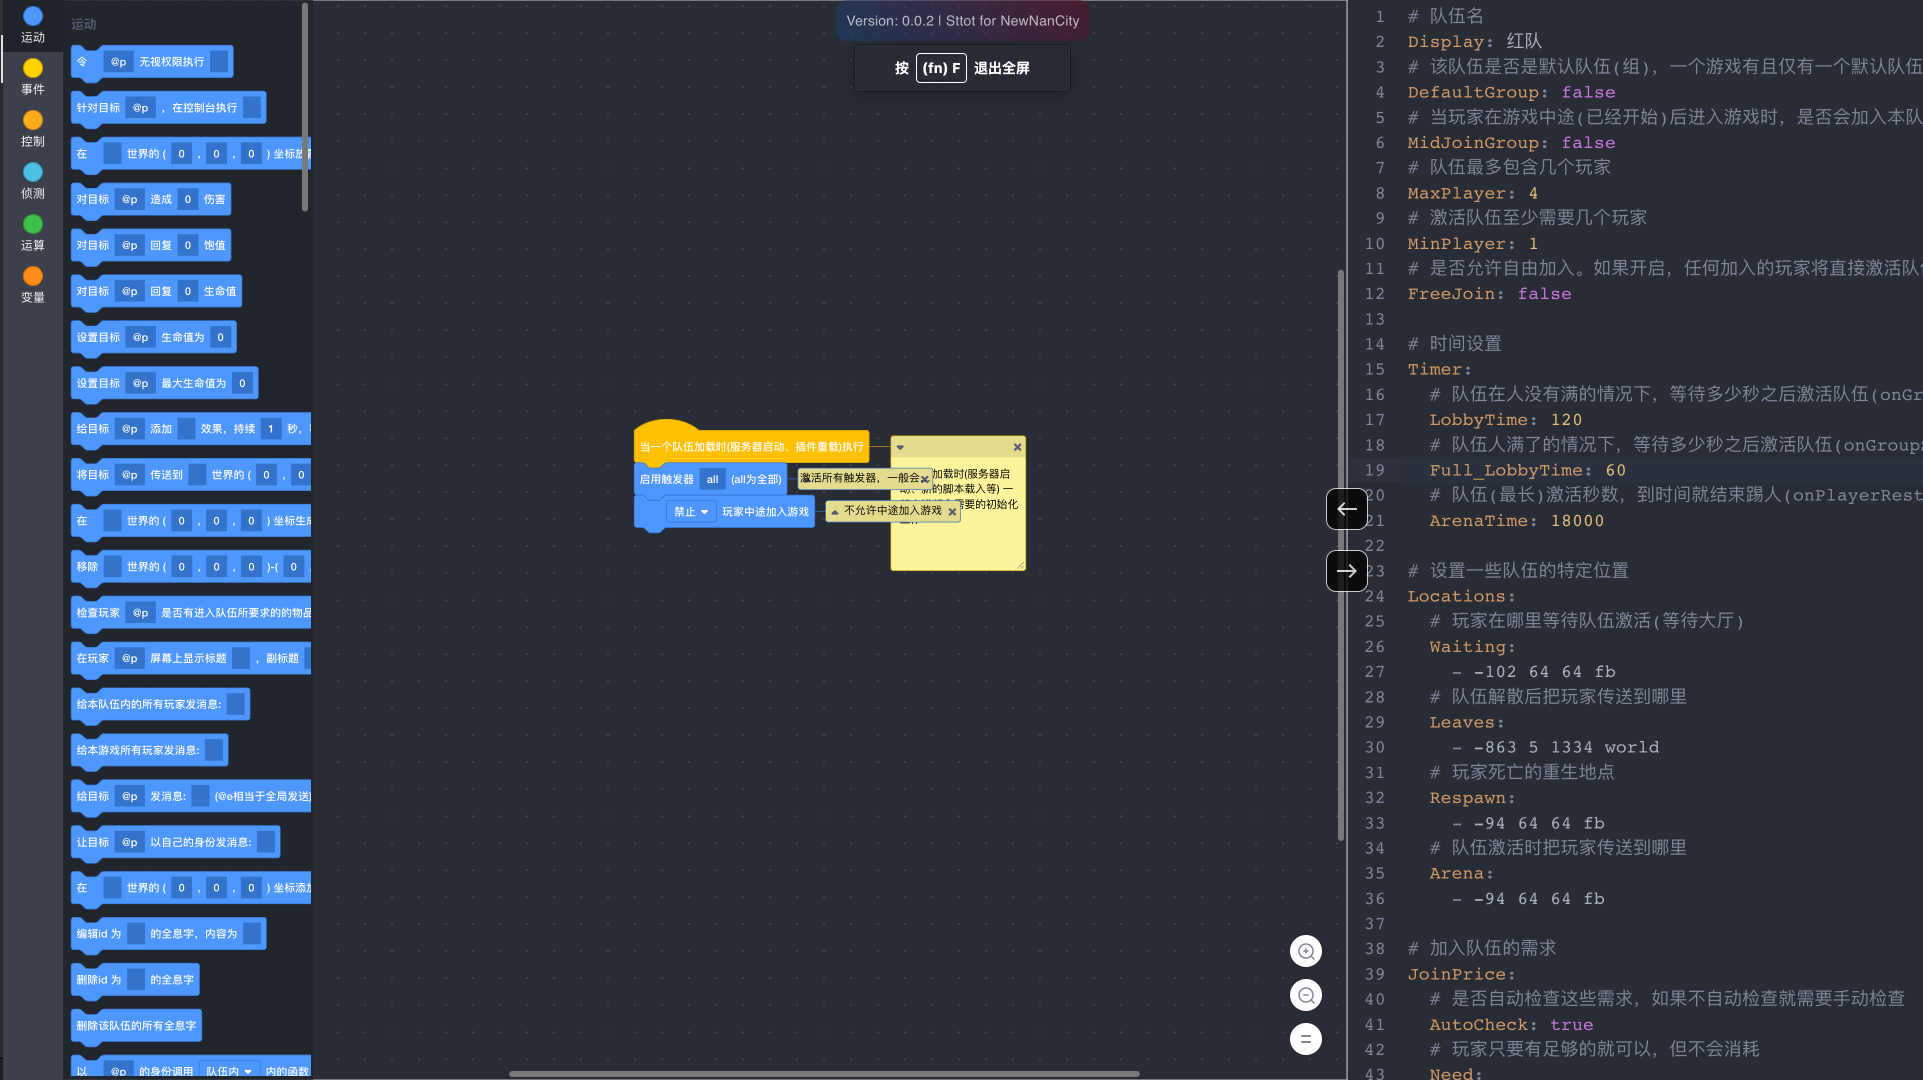 运动
事件
控制
侦测
运算
变量
运动
令 @p 无视权限执行
针对目标 @p ，在控制台执行
在 世界的 ( 0 , 0 , 0 ) 坐标放
对目标 @p 造成 0 伤害
对目标 @p 回复 0 饱值
对目标 @p 回复 0 生命值
设置目标 @p 生命值为 0
设置目标 @p 最大生命值为 0
给目标 @p 添加 效果，持续 1 秒，
将目标 @p 传送到 世界的 ( 0 , 0
在 世界的 ( 0 , 0 , 0 ) 坐标生成
移除 世界的 ( 0 , 0 , 0 )-( 0 ,
检查玩家 @p 是否有进入队伍所要求的的物品
在玩家 @p 屏幕上显示标题 ，副标题
给本队伍内的所有玩家发消息:
给本游戏所有玩家发消息:
给目标 @p 发消息: (@e相当于全局发送)
让目标 @p 以自己的身份发消息:
在 世界的 ( 0 , 0 , 0 ) 坐标添加
编辑id 为 的全息字，内容为
删除id 为 的全息字
删除该队伍的所有全息字
以 @p 的身份调用 队伍内 内的函数
Version: 0.0.2 | Sttot for NewNanCity
按 (fn) F 退出全屏
当一个队伍加载时(服务器启动、插件重载)执行
启用触发器 all (all为全部)
激活所有触发器，一般会
禁止 玩家中途加入游戏
不允许中途加入游戏
加载时(服务器启
动、新的脚本载入等) 一
需要的初始化
1 # 队伍名
2 Display: 红队
3 # 该队伍是否是默认队伍(组), 一个游戏有且仅有一个默认队伍
4 DefaultGroup: false
5 # 当玩家在游戏中途(已经开始)后进入游戏时, 是否会加入本队
6 MidJoinGroup: false
7 # 队伍最多包含几个玩家
8 MaxPlayer: 4
9 # 激活队伍至少需要几个玩家
10 MinPlayer: 1
11 # 是否允许自由加入。如果开启, 任何加入的玩家将直接激活队
12 FreeJoin: false
13
14 # 时间设置
15 Timer:
16 # 队伍在人没有满的情况下, 等待多少秒之后激活队伍(onGr
17 LobbyTime: 120
18 # 队伍人满了的情况下, 等待多少秒之后激活队伍(onGroup
19 Full_LobbyTime: 60
20 # 队伍(最长)激活秒数, 到时间就结束踢人(onPlayerRest
21 ArenaTime: 18000
22
23 # 设置一些队伍的特定位置
24 Locations:
25 # 玩家在哪里等待队伍激活(等待大厅)
26 Waiting:
27 - -102 64 64 fb
28 # 队伍解散后把玩家传送到哪里
29 Leaves:
30 - -863 5 1334 world
31 # 玩家死亡的重生地点
32 Respawn:
33 - -94 64 64 fb
34 # 队伍激活时把玩家传送到哪里
35 Arena:
36 - -94 64 64 fb
37
38 # 加入队伍的需求
39 JoinPrice:
40 # 是否自动检查这些需求, 如果不自动检查就需要手动检查
41 AutoCheck: true
42 # 玩家只要有足够的就可以, 但不会消耗
43 Need: